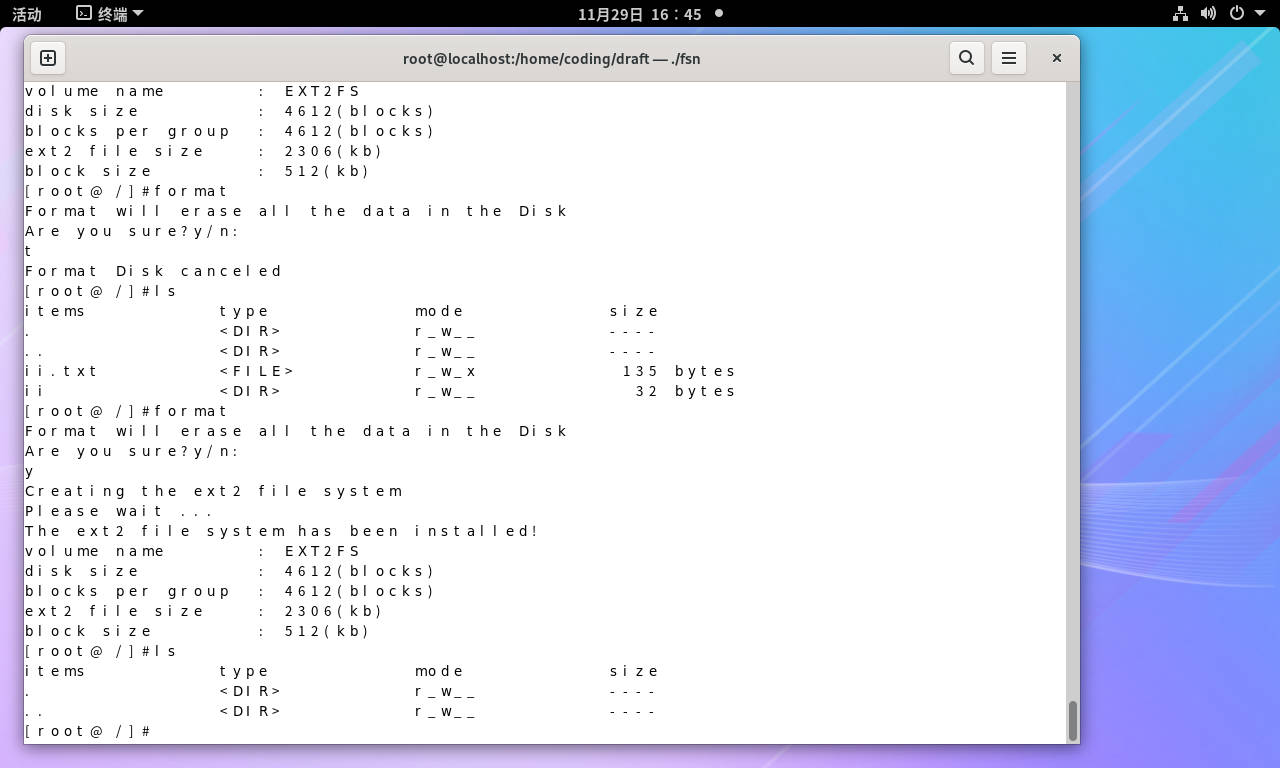 活动 终端 11月29日 16：45
root@localhost:/home/coding/draft — ./fsn
volume name : EXT2FS
disk size : 4612(blocks)
blocks per group : 4612(blocks)
ext2 file size : 2306(kb)
block size : 512(kb)
[root@ /]#format
Format will erase all the data in the Disk
Are you sure?y/n:
t
Format Disk canceled
[root@ /]#ls
items type mode size
. <DIR> r_w__ ----
.. <DIR> r_w__ ----
ii.txt <FILE> r_w_x 135 bytes
ii <DIR> r_w__ 32 bytes
[root@ /]#format
Format will erase all the data in the Disk
Are you sure?y/n:
y
Creating the ext2 file system
Please wait ...
The ext2 file system has been installed!
volume name : EXT2FS
disk size : 4612(blocks)
blocks per group : 4612(blocks)
ext2 file size : 2306(kb)
block size : 512(kb)
[root@ /]#ls
items type mode size
. <DIR> r_w__ ----
.. <DIR> r_w__ ----
[root@ /]#